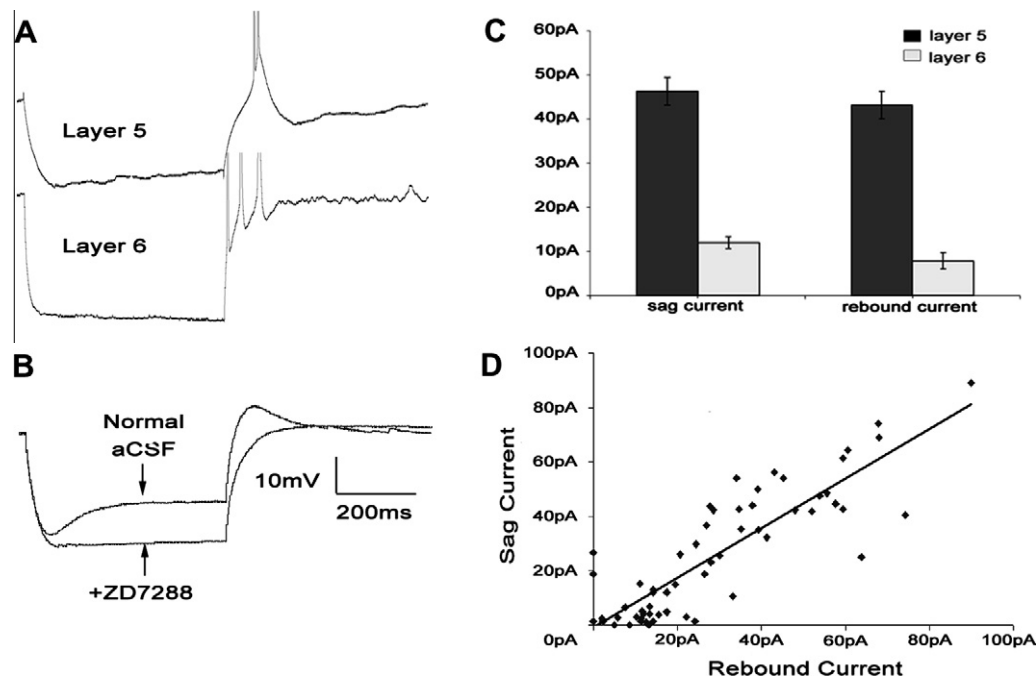 A
Layer 5
Layer 6
B
Normal
aCSF
10mV
200ms
+ZD7288
C
60pA
50pA
40pA
30pA
20pA
10pA
0pA
layer 5
layer 6
sag current
rebound current
D
100pA
80pA
60pA
40pA
20pA
0pA
20pA
40pA
60pA
80pA
100pA
Sag Current
Rebound Current